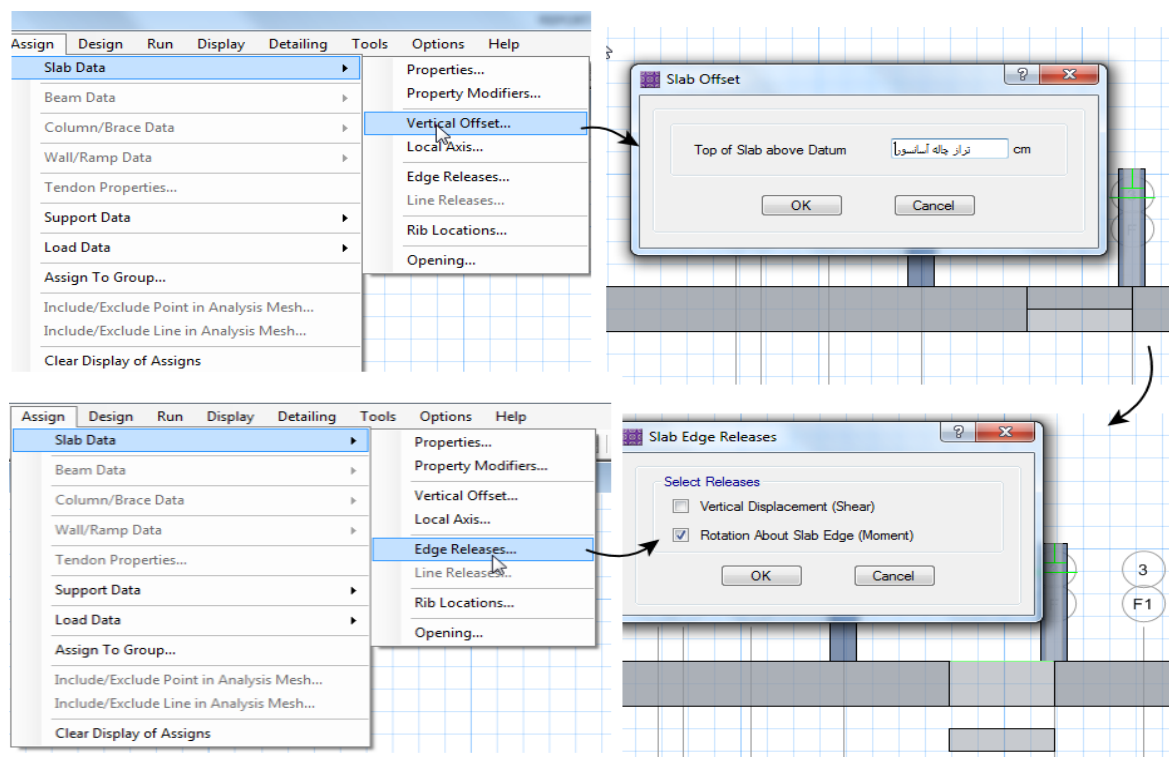 Assign Design Run Display Detailing Tools Options Help
Slab Data
Beam Data
Column/Brace Data
Wall/Ramp Data
Tendon Properties...
Support Data
Load Data
Assign To Group...
Include/Exclude Point in Analysis Mesh...
Include/Exclude Line in Analysis Mesh...
Clear Display of Assigns
Properties...
Property Modifiers...
Vertical Offset...
Local Axis...
Edge Releases...
Line Releases...
Rib Locations...
Opening...
Slab Offset
Top of Slab above Datum تراز چاله آسانسور cm
OK Cancel
Assign Design Run Display Detailing Tools Options Help
Slab Data
Beam Data
Column/Brace Data
Wall/Ramp Data
Tendon Properties...
Support Data
Load Data
Assign To Group...
Include/Exclude Point in Analysis Mesh...
Include/Exclude Line in Analysis Mesh...
Clear Display of Assigns
Properties...
Property Modifiers...
Vertical Offset...
Local Axis...
Edge Releases...
Line Releases...
Rib Locations...
Opening...
Slab Edge Releases
Select Releases
Vertical Displacement (Shear)
Rotation About Slab Edge (Moment)
OK Cancel
3
F1